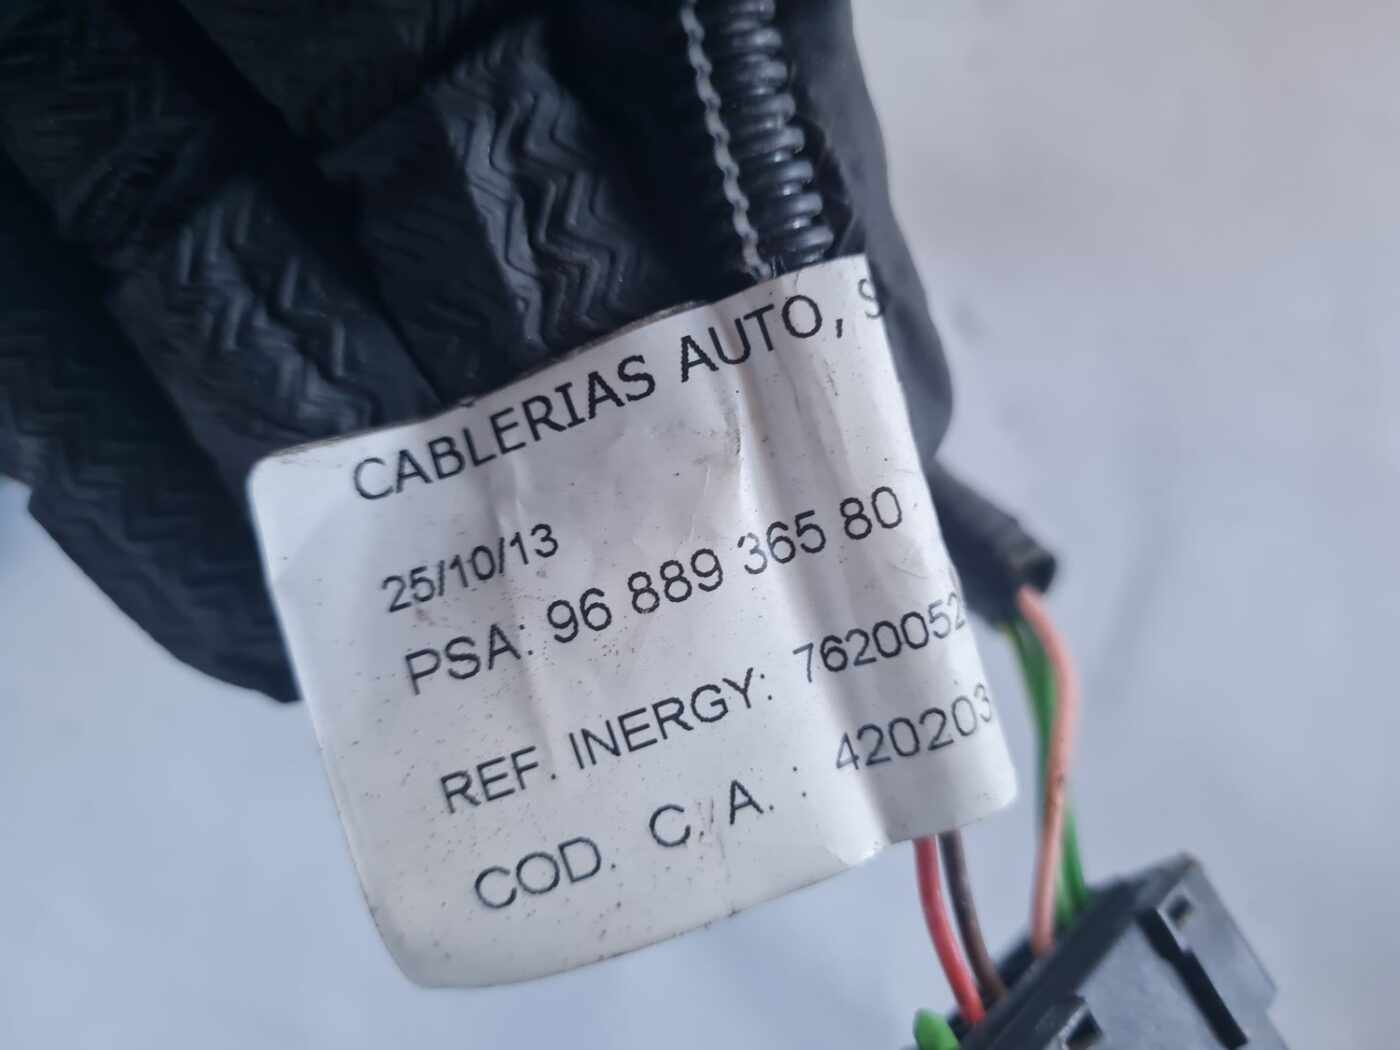 CABLERIAS AUTO, S
25/10/13
PSA: 96 889 365 80
REF. INERGY: 7620052
COD. C. A. : 420203